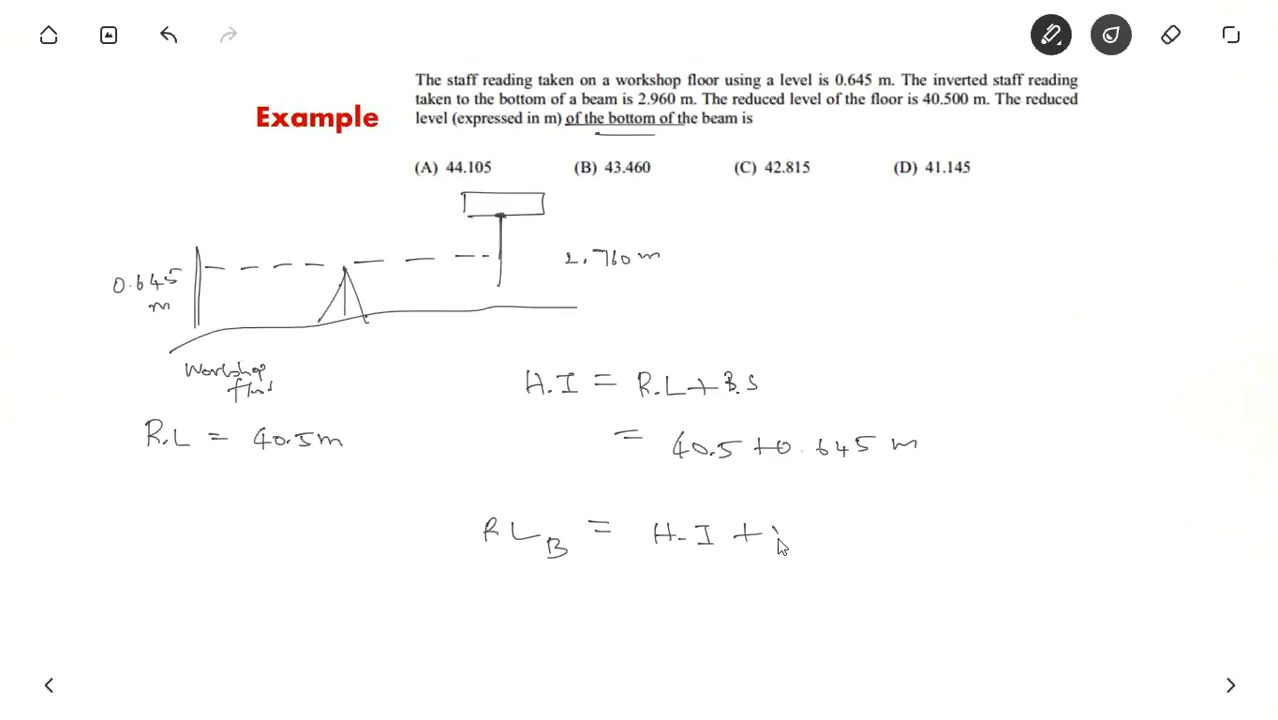 The staff reading taken on a workshop floor using a level is 0.645 m. The inverted staff reading
taken to the bottom of a beam is 2.960 m. The reduced level of the floor is 40.500 m. The reduced
level (expressed in m) of the bottom of the beam is
Example
(A) 44.105 (B) 43.460 (C) 42.815 (D) 41.145
0.645
m
2.960 m
Workshop
H.I = R.L+B.S
R.L = 40.5m
= 40.5+0.645 m
RL_B = H.I +